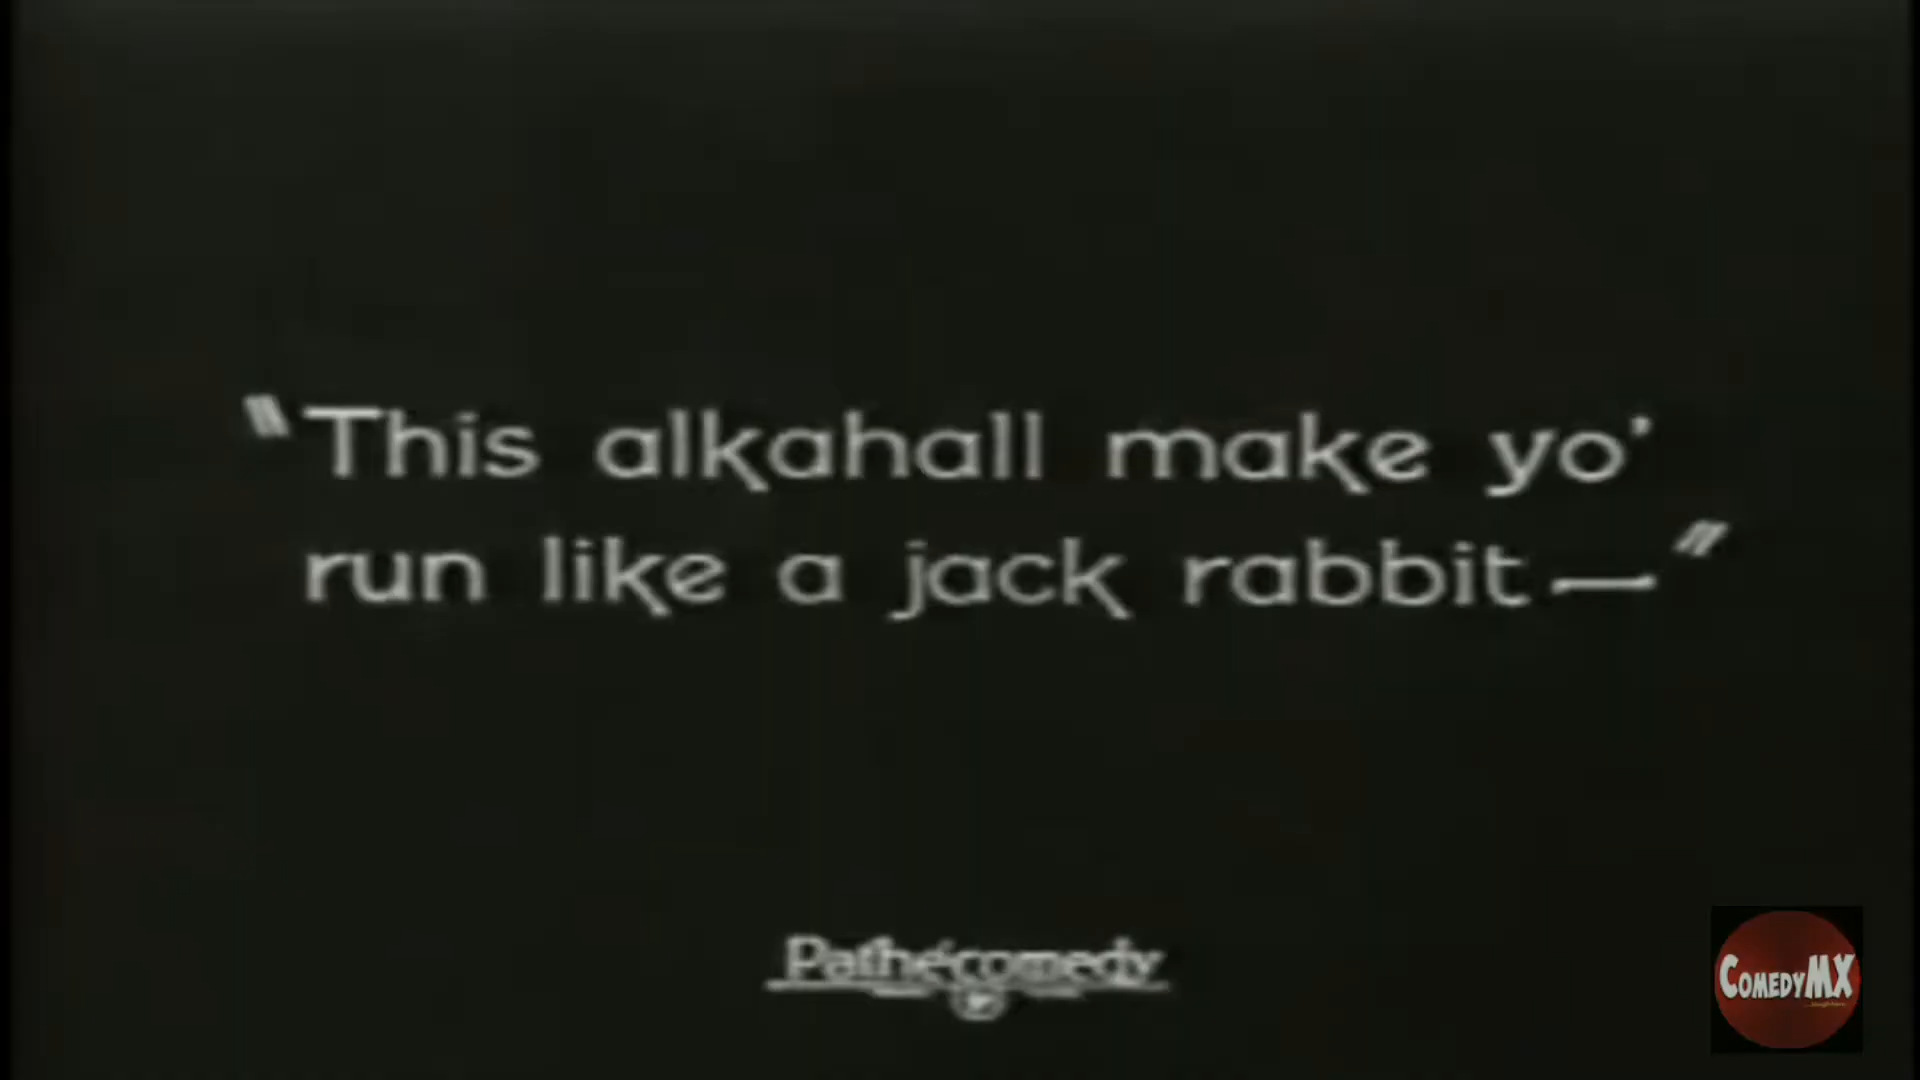 "This alkahall make yo'
run like a jack rabbit—"
Pathécomedy
COMEDYMX